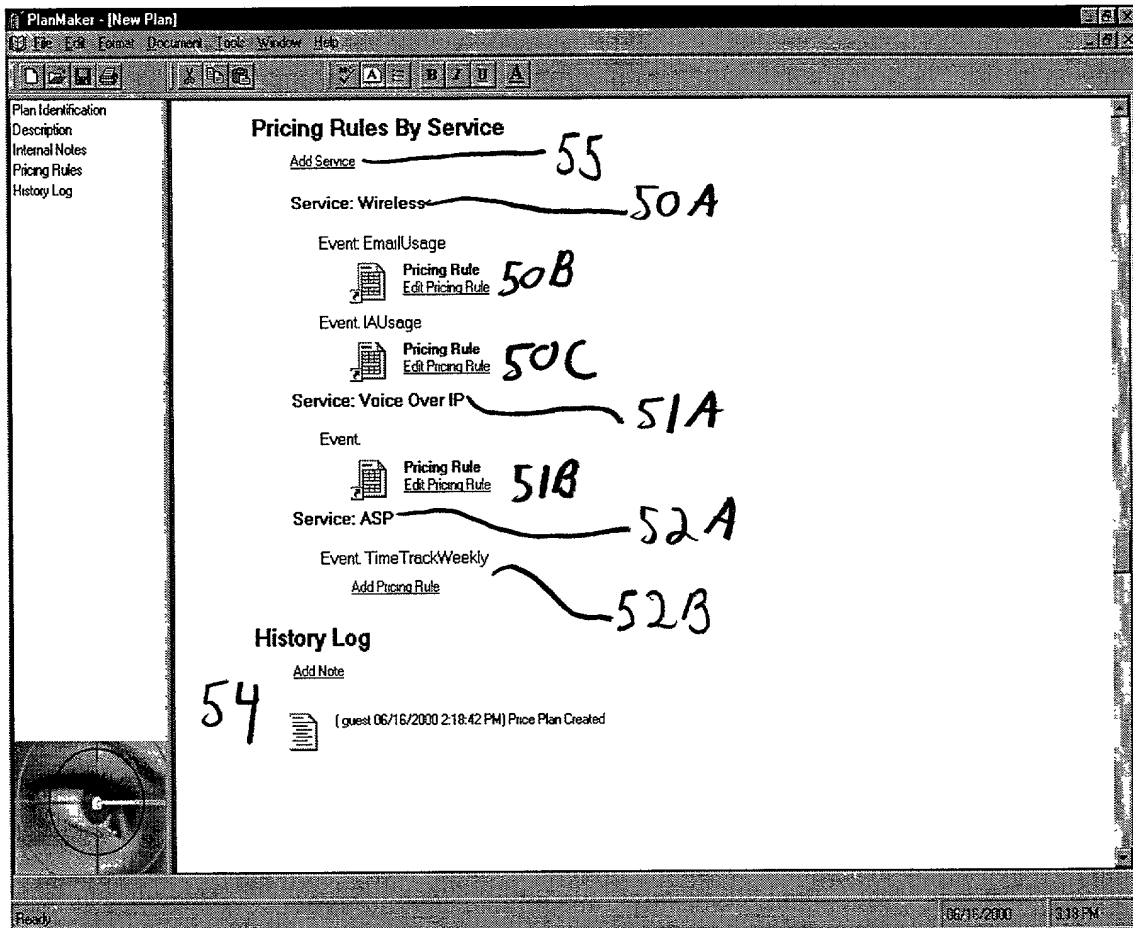 PlanMaker - [New Plan]
File Edit Format Document Tools Window Help
B I U A
Plan Identification
Description
Internal Notes
Pricing Rules
History Log
Pricing Rules By Service
Add Service 55
Service: Wireless 50A
Event: EmailUsage
Pricing Rule
Edit Pricing Rule 50B
Event: IAUsage
Pricing Rule
Edit Pricing Rule 50C
Service: Voice Over IP 51A
Event:
Pricing Rule
Edit Pricing Rule 51B
Service: ASP 52A
Event: TimeTrackWeekly
Add Pricing Rule 52B
History Log
Add Note
54 ( guest 06/16/2000 2:18:42 PM) Price Plan Created
Ready 06/16/2000 3:18 PM